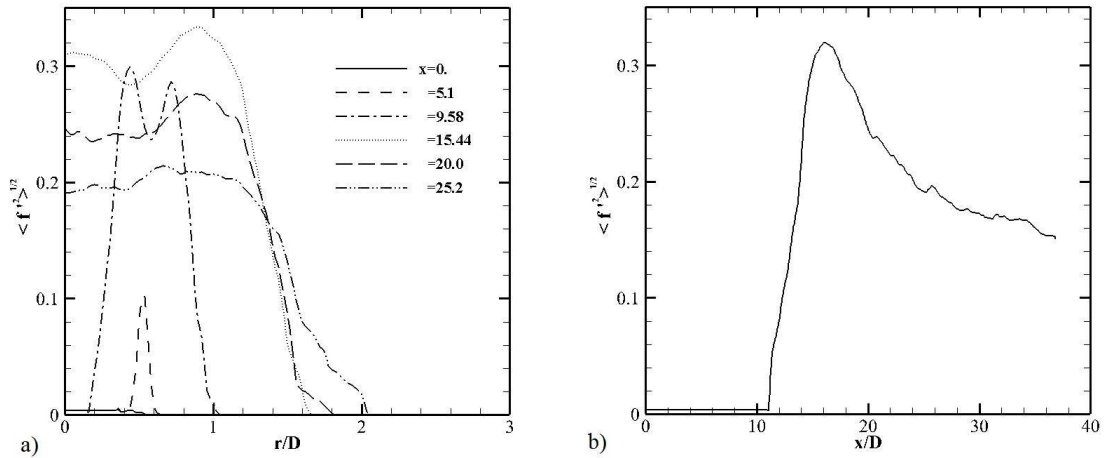 < f'² >^1/2
0.3
0.2
0.1
0
0 1 2 3
r/D
x=0.
=5.1
=9.58
=15.44
=20.0
=25.2
a)
< f'² >^1/2
0.3
0.2
0.1
0
0 10 20 30 40
x/D
b)